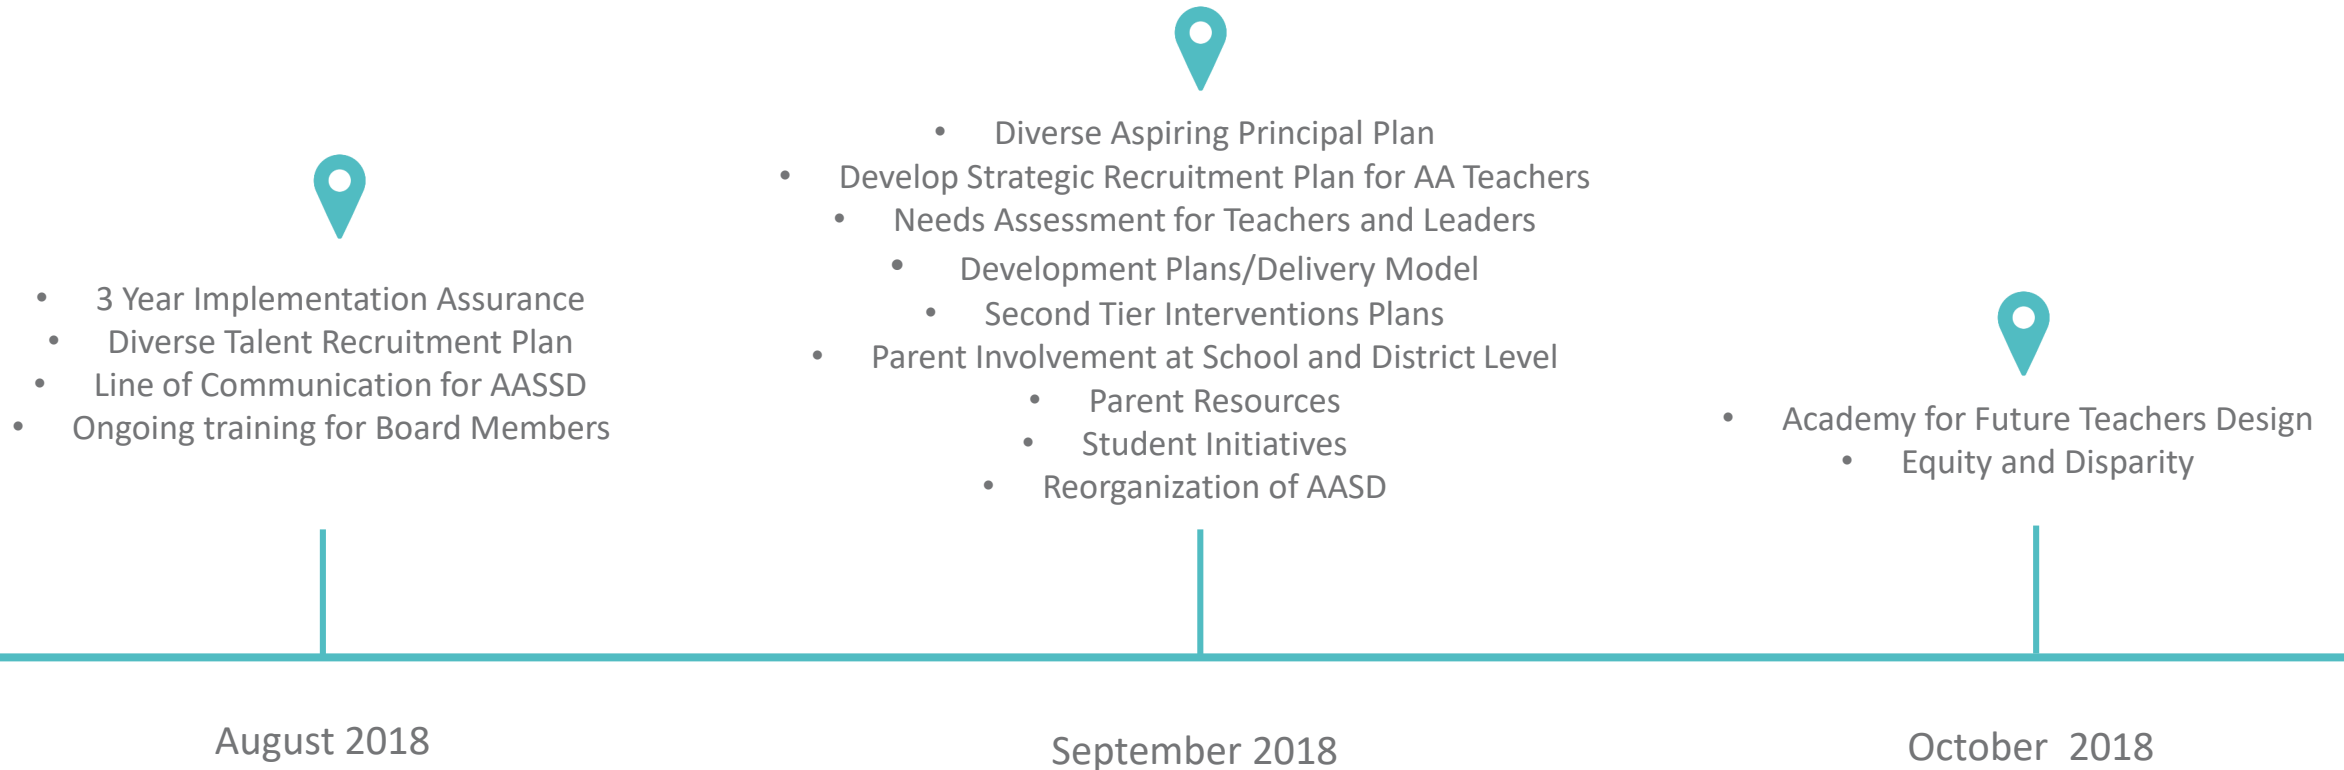 • 3 Year Implementation Assurance
• Diverse Talent Recruitment Plan
• Line of Communication for AASSD
• Ongoing training for Board Members
August 2018
• Diverse Aspiring Principal Plan
• Develop Strategic Recruitment Plan for AA Teachers
• Needs Assessment for Teachers and Leaders
• Development Plans/Delivery Model
• Second Tier Interventions Plans
• Parent Involvement at School and District Level
• Parent Resources
• Student Initiatives
• Reorganization of AASD
September 2018
• Academy for Future Teachers Design
• Equity and Disparity
October 2018